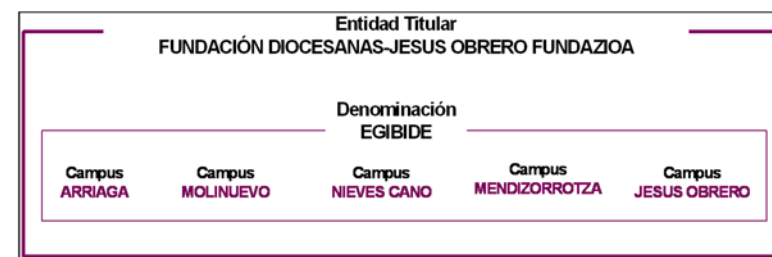 Entidad Titular
FUNDACIÓN DIOCESANAS-JESUS OBRERO FUNDAZIOA
Denominación
EGIBIDE
Campus
ARRIAGA
Campus
MOLINUEVO
Campus
NIEVES CANO
Campus
MENDIZORROTZA
Campus
JESUS OBRERO